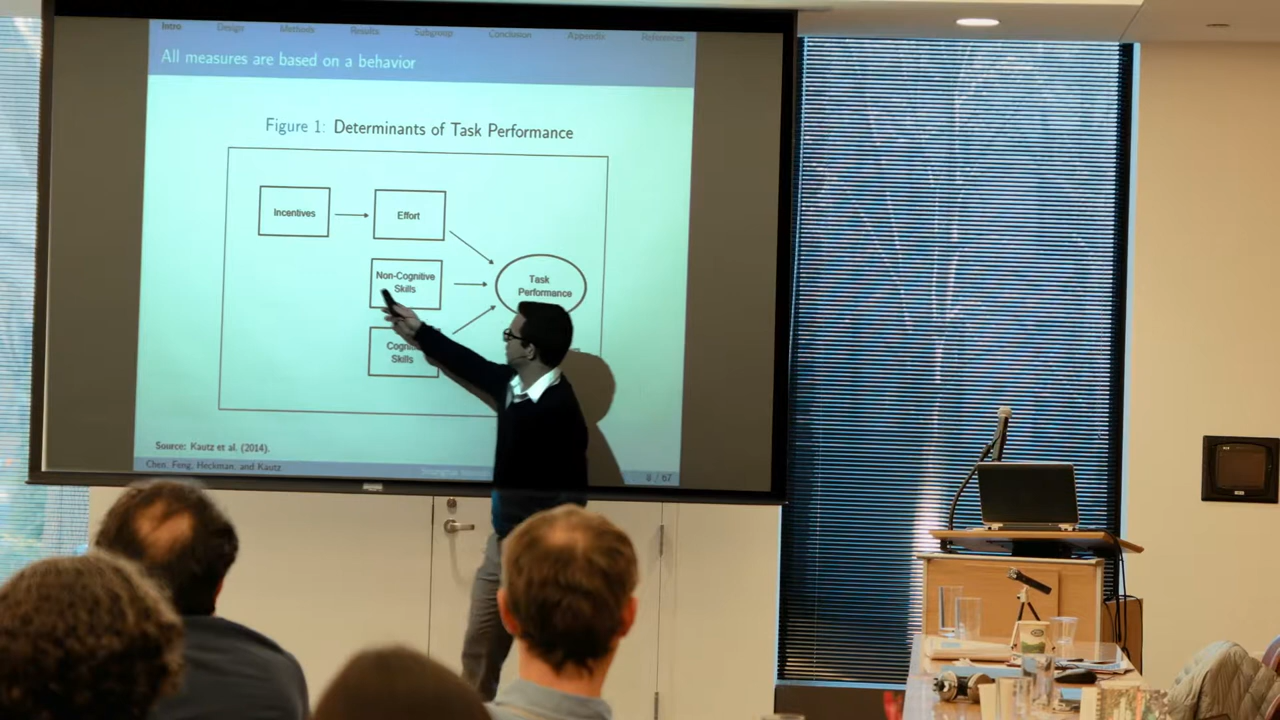 Intro Design Methods Results Subgroup Conclusion Appendix References
All measures are based on a behavior
Figure 1: Determinants of Task Performance
Incentives
Effort
Non-Cognitive
Skills
Task
Performance
Skills
Source: Kautz et al. (2014).
Chen, Feng, Heckman, and Kautz
8 / 67